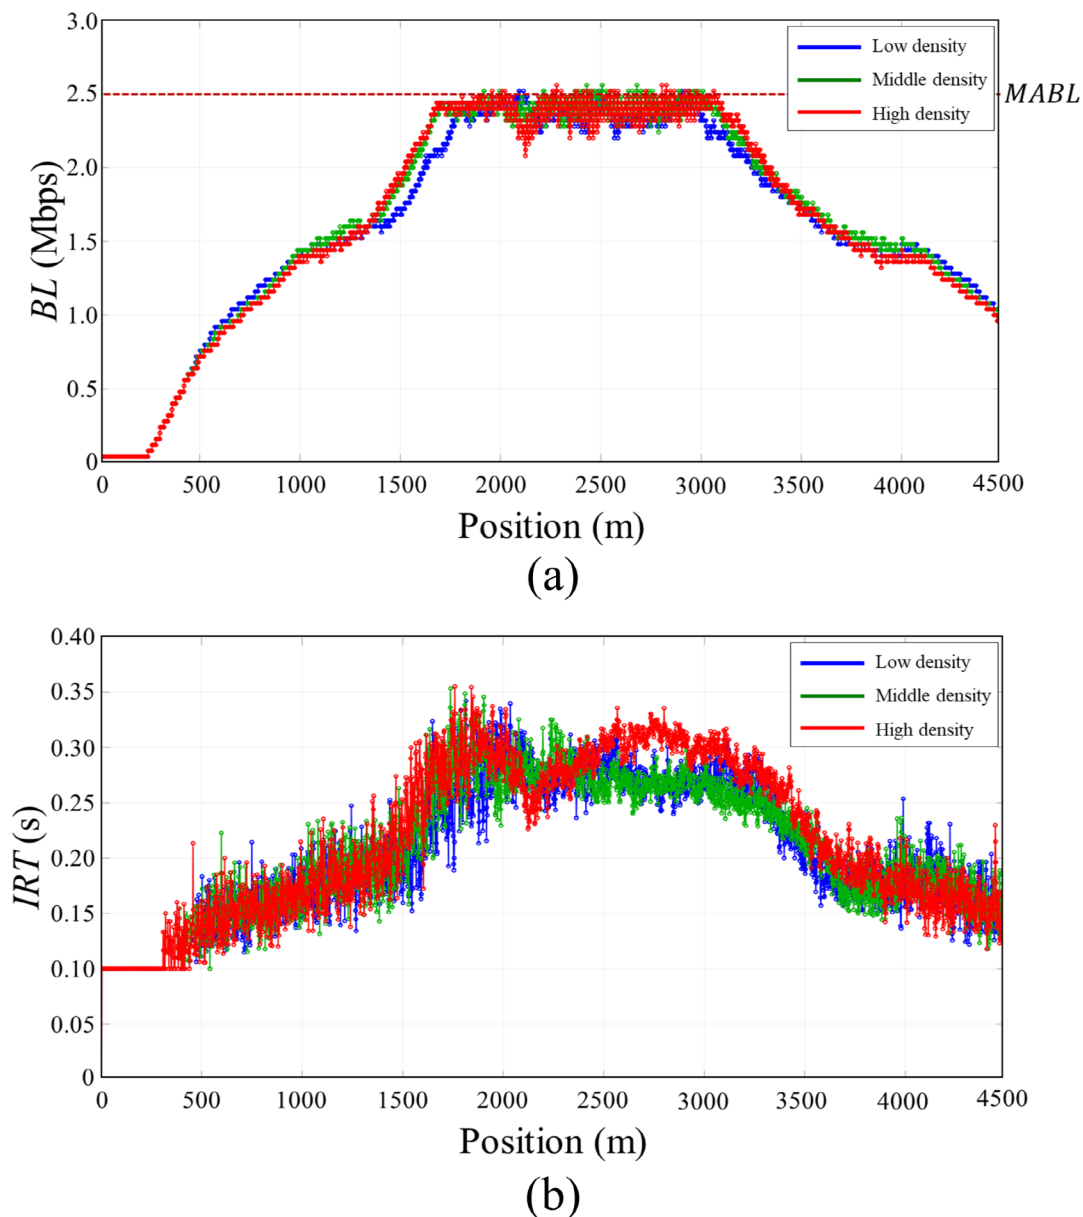 3.0
2.5
2.0
1.5
1.0
0.5
0
BL (Mbps)
Low density
Middle density
High density
MABL
0 500 1000 1500 2000 2500 3000 3500 4000 4500
Position (m)
(a)
0.40
0.35
0.30
0.25
0.20
0.15
0.10
0.05
0
IRT (s)
Low density
Middle density
High density
0 500 1000 1500 2000 2500 3000 3500 4000 4500
Position (m)
(b)